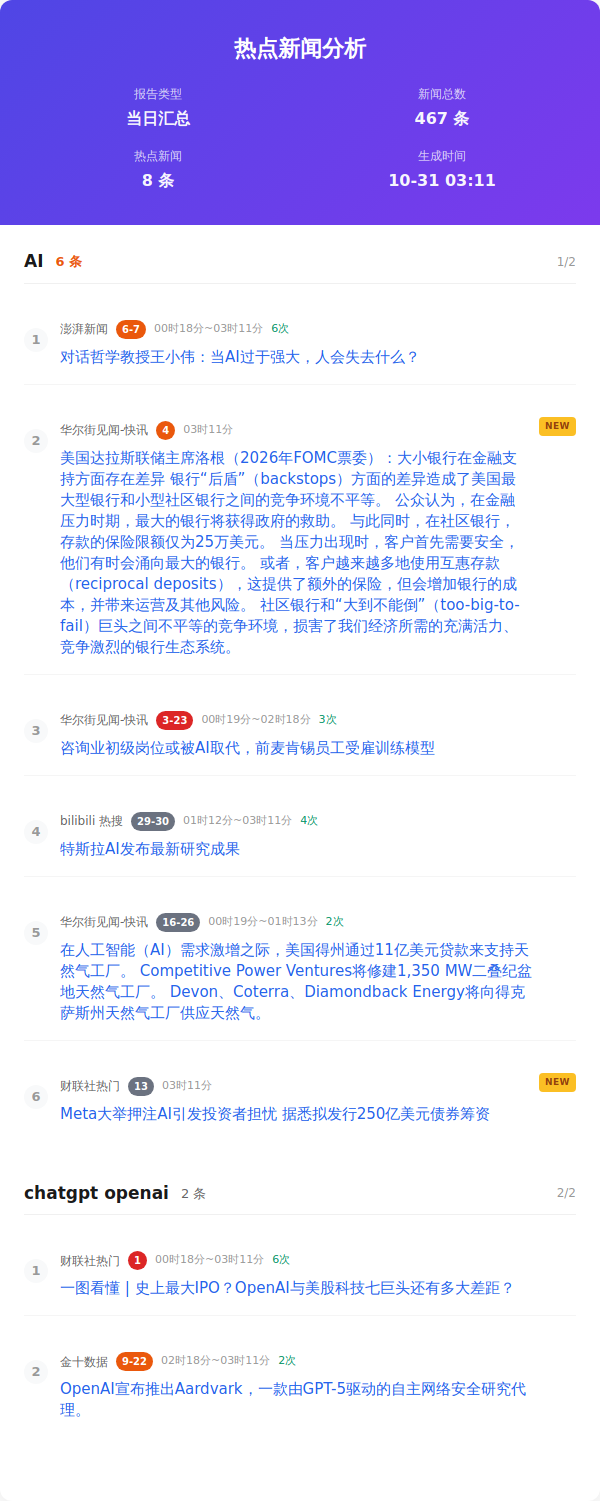 热点新闻分析
报告类型
当日汇总
新闻总数
467 条
热点新闻
8 条
生成时间
10-31 03:11
AI 6 条 1/2
1
澎湃新闻 6-7 00时18分~03时11分 6次
对话哲学教授王小伟：当AI过于强大，人会失去什么？
2
华尔街见闻-快讯 4 03时11分 NEW
美国达拉斯联储主席洛根（2026年FOMC票委）：大小银行在金融支
持方面存在差异 银行“后盾”（backstops）方面的差异造成了美国最
大型银行和小型社区银行之间的竞争环境不平等。 公众认为，在金融
压力时期，最大的银行将获得政府的救助。 与此同时，在社区银行，
存款的保险限额仅为25万美元。 当压力出现时，客户首先需要安全，
他们有时会涌向最大的银行。 或者，客户越来越多地使用互惠存款
（reciprocal deposits），这提供了额外的保险，但会增加银行的成
本，并带来运营及其他风险。 社区银行和“大到不能倒”（too-big-to-
fail）巨头之间不平等的竞争环境，损害了我们经济所需的充满活力、
竞争激烈的银行生态系统。
3
华尔街见闻-快讯 3-23 00时19分~02时18分 3次
咨询业初级岗位或被AI取代，前麦肯锡员工受雇训练模型
4
bilibili 热搜 29-30 01时12分~03时11分 4次
特斯拉AI发布最新研究成果
5
华尔街见闻-快讯 16-26 00时19分~01时13分 2次
在人工智能（AI）需求激增之际，美国得州通过11亿美元贷款来支持天
然气工厂。 Competitive Power Ventures将修建1,350 MW二叠纪盆
地天然气工厂。 Devon、Coterra、Diamondback Energy将向得克
萨斯州天然气工厂供应天然气。
6
财联社热门 13 03时11分 NEW
Meta大举押注AI引发投资者担忧 据悉拟发行250亿美元债券筹资
chatgpt openai 2 条 2/2
1
财联社热门 1 00时18分~03时11分 6次
一图看懂 | 史上最大IPO？OpenAI与美股科技七巨头还有多大差距？
2
金十数据 9-22 02时18分~03时11分 2次
OpenAI宣布推出Aardvark，一款由GPT-5驱动的自主网络安全研究代
理。